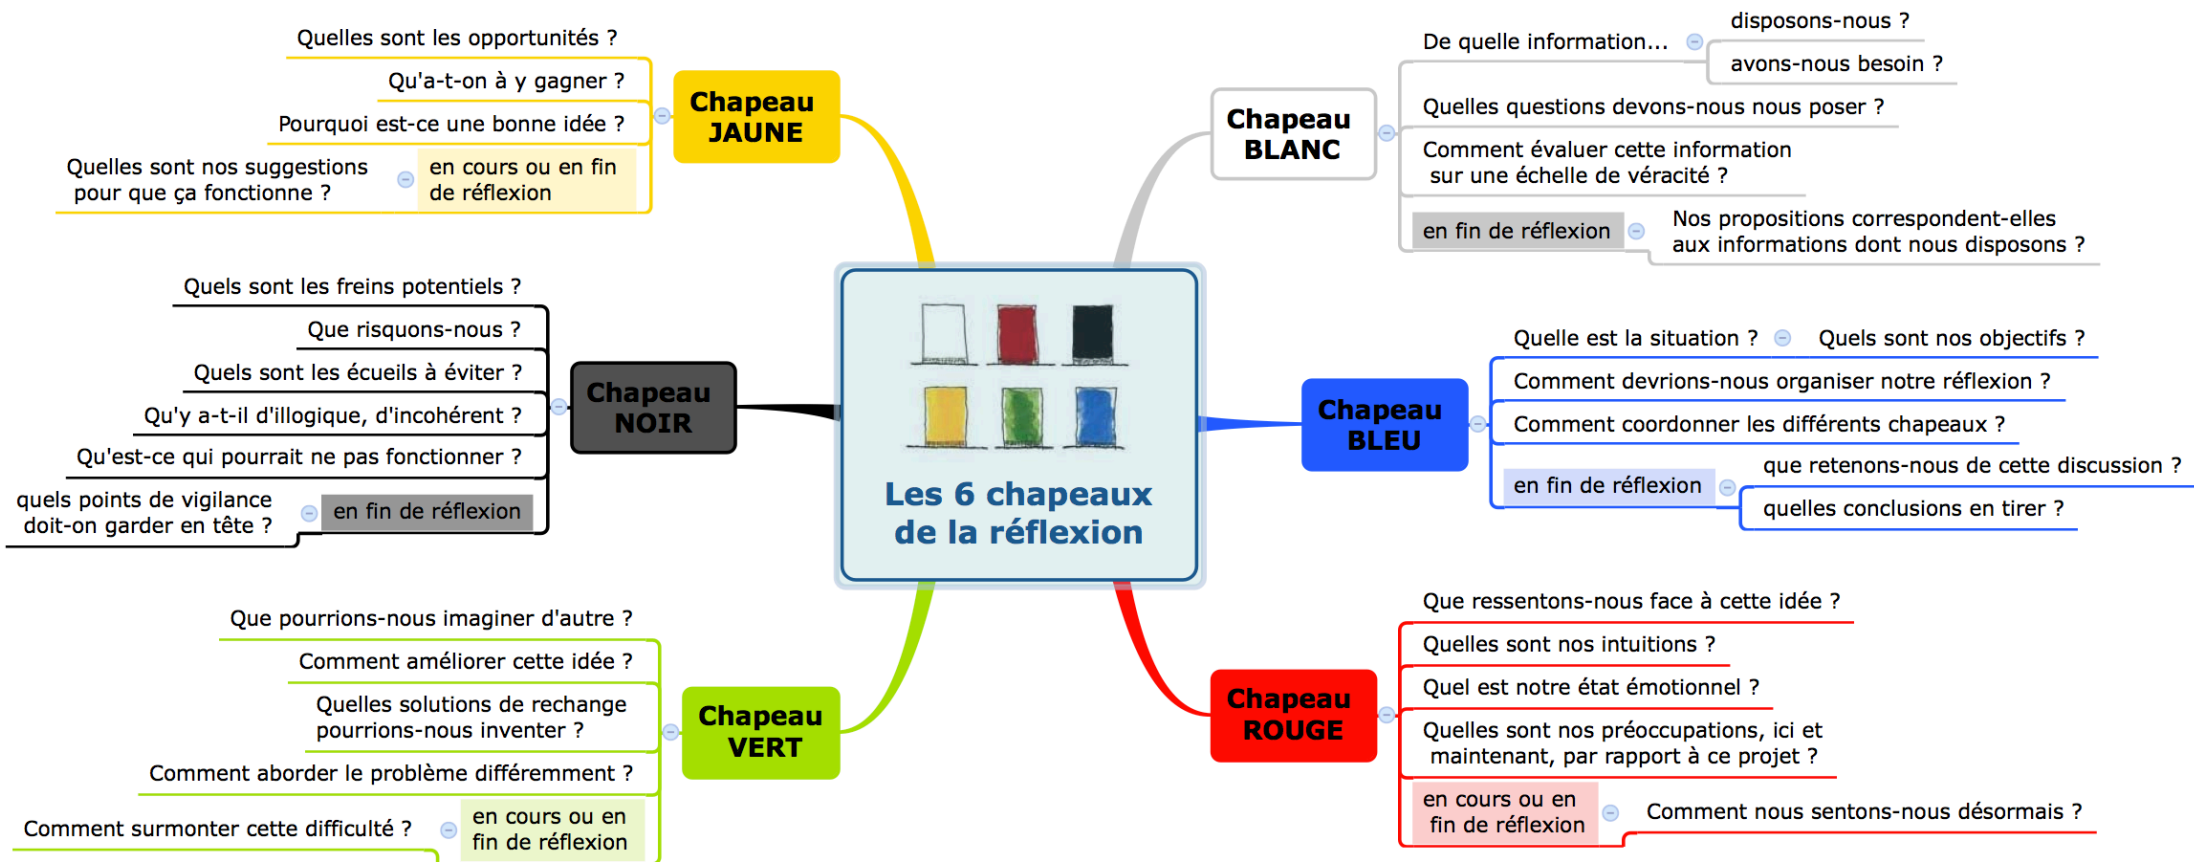 Quelles sont les opportunités ?
Qu'a-t-on à y gagner ?
Pourquoi est-ce une bonne idée ?
Quelles sont nos suggestions
pour que ça fonctionne ?
en cours ou en fin
de réflexion
Chapeau
JAUNE
Quels sont les freins potentiels ?
Que risquons-nous ?
Quels sont les écueils à éviter ?
Qu'y a-t-il d'illogique, d'incohérent ?
Qu'est-ce qui pourrait ne pas fonctionner ?
quels points de vigilance
doit-on garder en tête ?
en fin de réflexion
Chapeau
NOIR
Que pourrions-nous imaginer d'autre ?
Comment améliorer cette idée ?
Quelles solutions de rechange
pourrions-nous inventer ?
Comment aborder le problème différemment ?
Comment surmonter cette difficulté ?
en cours ou en
fin de réflexion
Chapeau
VERT
Les 6 chapeaux
de la réflexion
Chapeau
BLANC
De quelle information...
disposons-nous ?
avons-nous besoin ?
Quelles questions devons-nous nous poser ?
Comment évaluer cette information
sur une échelle de véracité ?
en fin de réflexion
Nos propositions correspondent-elles
aux informations dont nous disposons ?
Chapeau
BLEU
Quelle est la situation ?
Quels sont nos objectifs ?
Comment devrions-nous organiser notre réflexion ?
Comment coordonner les différents chapeaux ?
en fin de réflexion
que retenons-nous de cette discussion ?
quelles conclusions en tirer ?
Chapeau
ROUGE
Que ressentons-nous face à cette idée ?
Quelles sont nos intuitions ?
Quel est notre état émotionnel ?
Quelles sont nos préoccupations, ici et
maintenant, par rapport à ce projet ?
en cours ou en
fin de réflexion
Comment nous sentons-nous désormais ?